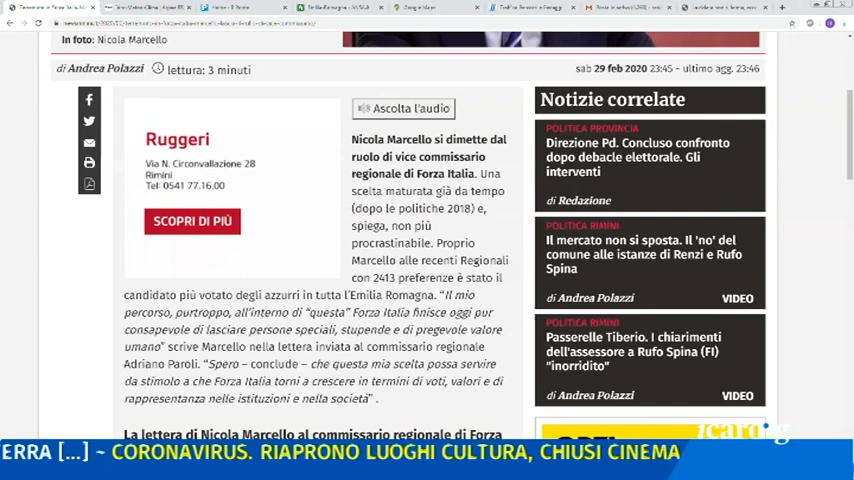 Google Maps
In foto: Nicola Marcello
di Andrea Polazzi lettura: 3 minuti
sab 29 feb 2020 23:45 - ultimo agg. 23:46
Ruggeri
Via N. Circonvallazione 28
Rimini
Tel: 0541 77.16.00
SCOPRI DI PIÙ
Ascolta l'audio
Nicola Marcello si dimette dal
ruolo di vice commissario
regionale di Forza Italia. Una
scelta maturata già da tempo
(dopo le politiche 2018) e,
spiega, non più
procrastinabile. Proprio
Marcello alle recenti Regionali
con 2413 preferenze è stato il
candidato più votato degli azzurri in tutta l'Emilia Romagna. “Il mio
percorso, purtroppo, all’interno di “questa” Forza Italia finisce oggi pur
consapevole di lasciare persone speciali, stupende e di pregevole valore
umano” scrive Marcello nella lettera inviata al commissario regionale
Adriano Paroli. “Spero – conclude – che questa mia scelta possa servire
da stimolo a che Forza Italia torni a crescere in termini di voti, valori e di
rappresentanza nelle istituzioni e nella società” .
La lettera di Nicola Marcello al commissario regionale di Forza
Notizie correlate
POLITICA PROVINCIA
Direzione Pd. Concluso confronto
dopo debacle elettorale. Gli
interventi
di Redazione
POLITICA RIMINI
Il mercato non si sposta. Il 'no' del
comune alle istanze di Renzi e Rufo
Spina
di Andrea Polazzi VIDEO
POLITICA RIMINI
Passerelle Tiberio. I chiarimenti
dell'assessore a Rufo Spina (FI)
"inorridito"
di Andrea Polazzi VIDEO
icaro
TERRA [...] ~ CORONAVIRUS. RIAPRONO LUOGHI CULTURA, CHIUSI CINEMA